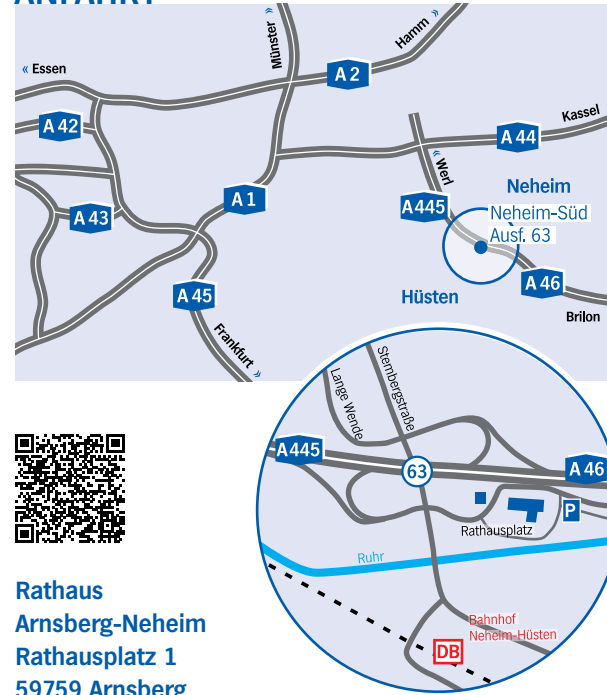 ANFAHRT
Münster »
Hamm »
« Essen
A 2
Kassel
A 42
A 44
« Werl
Neheim
A 1
A445
Neheim-Süd
Ausf. 63
A 43
A 46
A 45
Hüsten
Brilon
Frankfurt »
Lange Wende
Stembergstraße
A445
63
A 46
P
Rathausplatz
Ruhr
Rathaus
Arnsberg-Neheim
Rathausplatz 1
59759 Arnsberg
Bahnhof
Neheim-Hüsten
DB